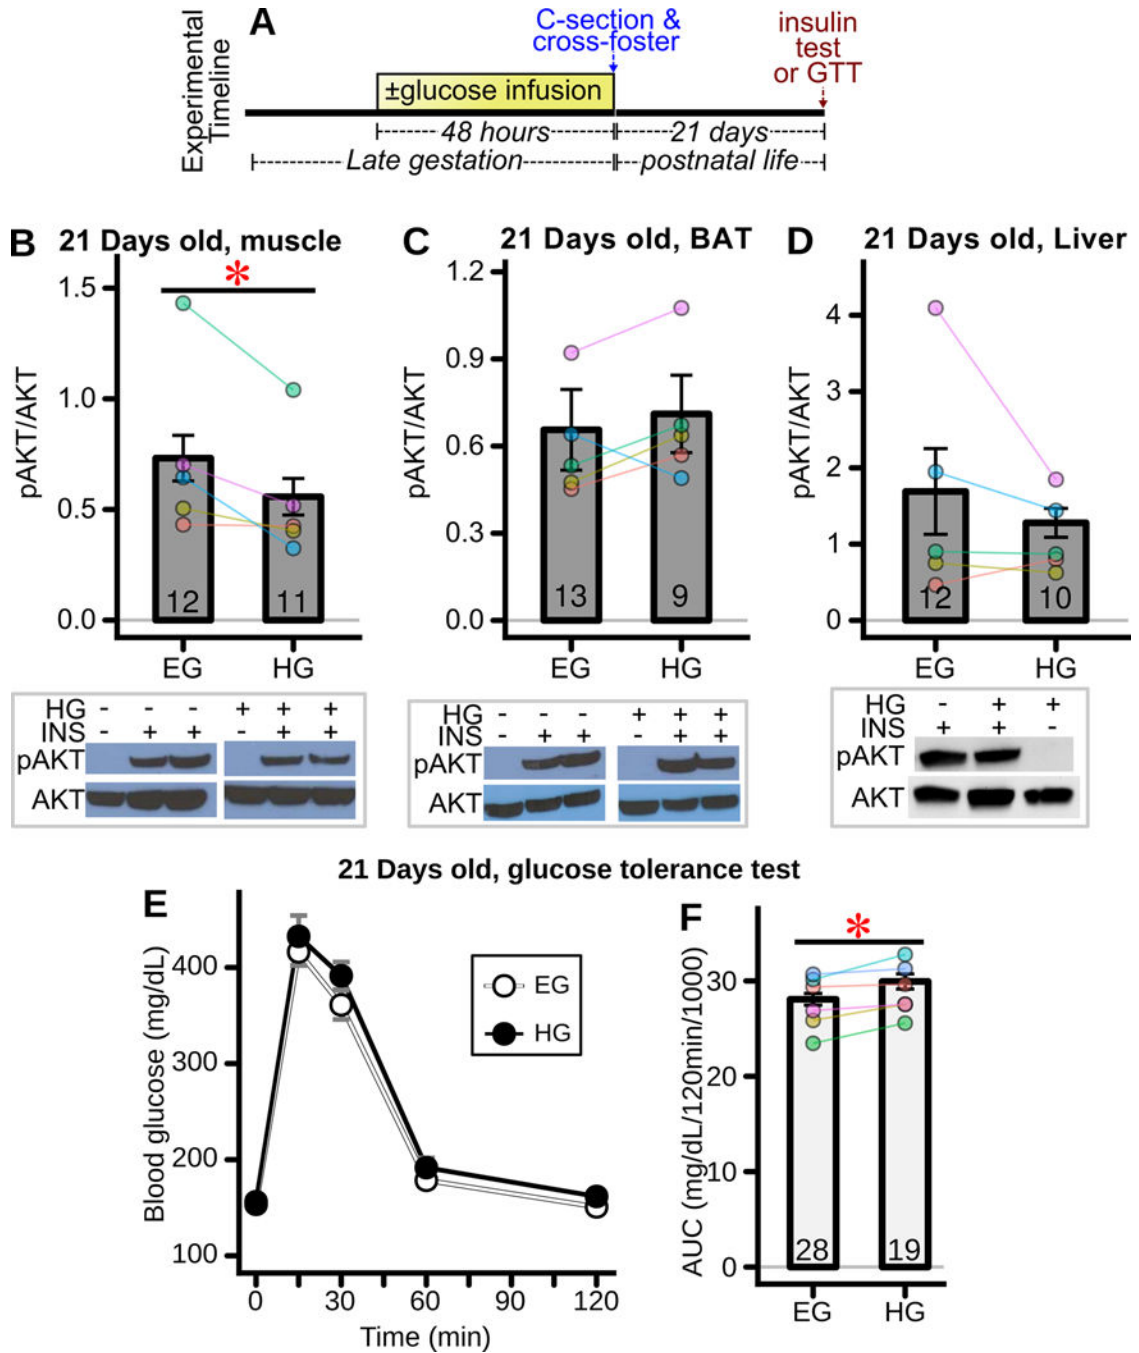 A
Experimental
Timeline
C-section &
cross-foster
insulin
test
or GTT
±glucose infusion
48 hours
21 days
Late gestation
postnatal life
B
21 Days old, muscle
*
pAKT/AKT
1.5
1.0
0.5
0.0
12
11
EG
HG
HG - - - + + +
INS - + + - + +
pAKT
AKT
C
21 Days old, BAT
pAKT/AKT
1.2
0.9
0.6
0.3
0.0
13
9
EG
HG
HG - - - + + +
INS - + + - + +
pAKT
AKT
D
21 Days old, Liver
pAKT/AKT
4
3
2
1
0
12
10
EG
HG
HG - + +
INS + + -
pAKT
AKT
21 Days old, glucose tolerance test
E
Blood glucose (mg/dL)
400
300
200
100
EG
HG
0 30 60 90 120
Time (min)
F
*
AUC (mg/dL/120min/1000)
30
20
10
0
28
19
EG
HG